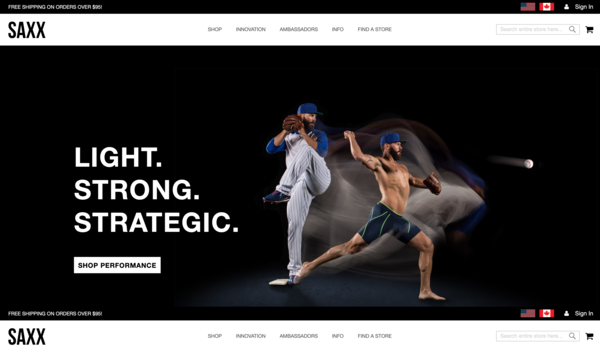 FREE SHIPPING ON ORDERS OVER $95!
Sign In
SAXX
SHOP
INNOVATION
AMBASSADORS
INFO
FIND A STORE
Search entire store here...
LIGHT.
STRONG.
STRATEGIC.
SHOP PERFORMANCE
FREE SHIPPING ON ORDERS OVER $95!
Sign In
SAXX
SHOP
INNOVATION
AMBASSADORS
INFO
FIND A STORE
Search entire store here...